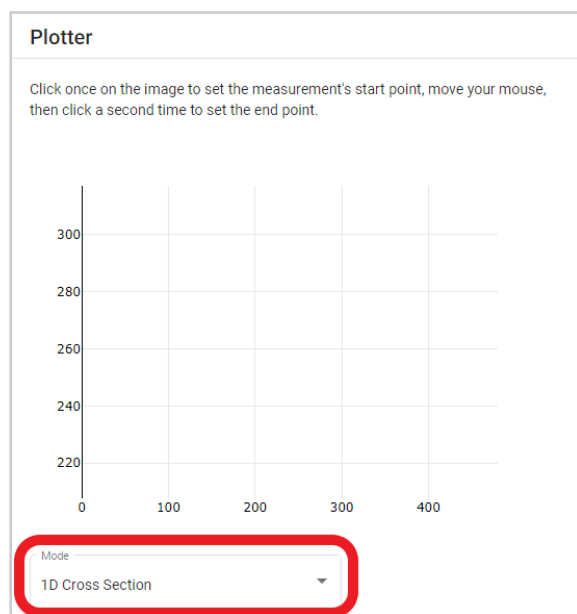 Plotter
Click once on the image to set the measurement's start point, move your mouse,
then click a second time to set the end point.
300
280
260
240
220
0 100 200 300 400
Mode
1D Cross Section